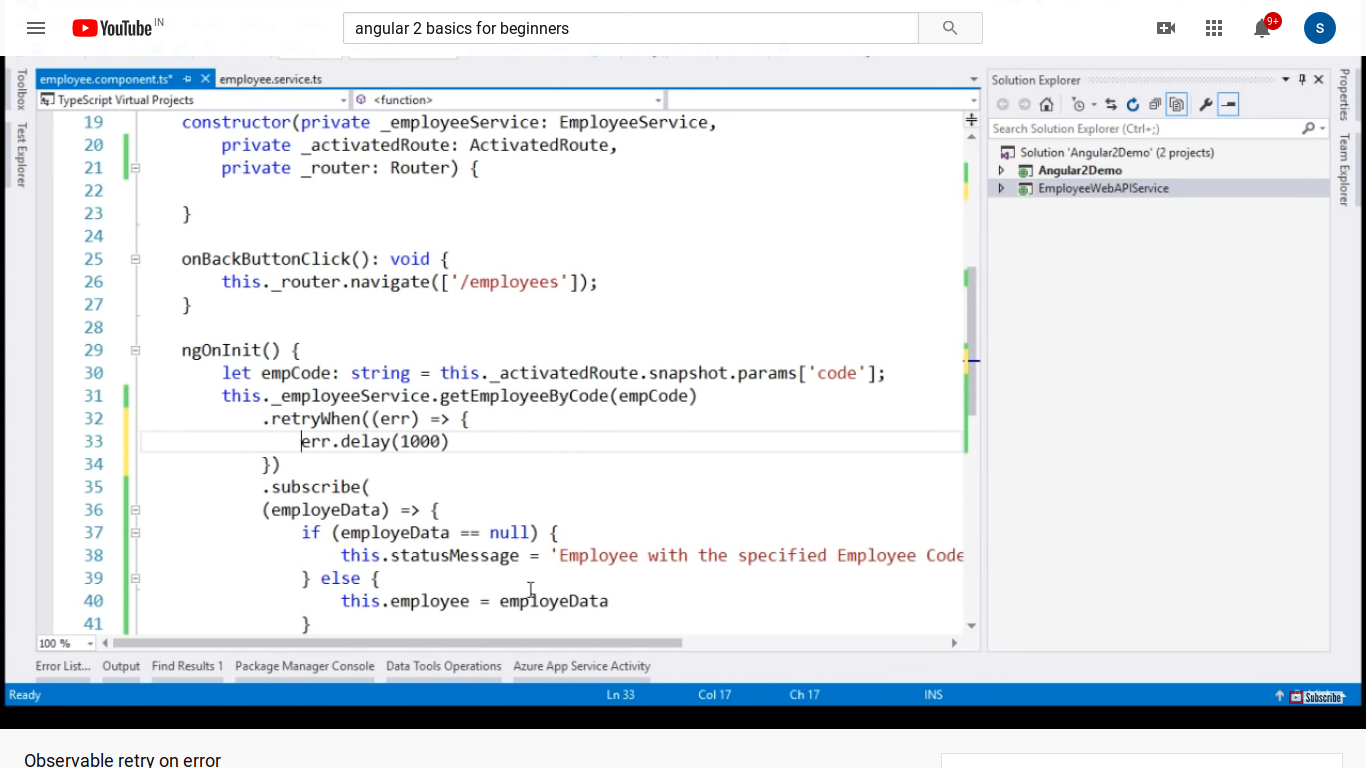 YouTube IN
angular 2 basics for beginners
9+
S
Toolbox
Test Explorer
employee.component.ts*
employee.service.ts
TypeScript Virtual Projects
<function>
19 constructor(private _employeeService: EmployeeService,
20 private _activatedRoute: ActivatedRoute,
21 private _router: Router) {
22
23 }
24
25 onBackButtonClick(): void {
26 this._router.navigate(['/employees']);
27 }
28
29 ngOnInit() {
30 let empCode: string = this._activatedRoute.snapshot.params['code'];
31 this._employeeService.getEmployeeByCode(empCode)
32 .retryWhen((err) => {
33 err.delay(1000)
34 })
35 .subscribe(
36 (employeData) => {
37 if (employeData == null) {
38 this.statusMessage = 'Employee with the specified Employee Code
39 } else {
40 this.employee = employeData
41 }
100 %
Solution Explorer
Search Solution Explorer (Ctrl+;)
Solution 'Angular2Demo' (2 projects)
Angular2Demo
EmployeeWebAPIService
Properties
Team Explorer
Error List... Output Find Results 1 Package Manager Console Data Tools Operations Azure App Service Activity
Ready Ln 33 Col 17 Ch 17 INS
Subscribe
Observable retry on error